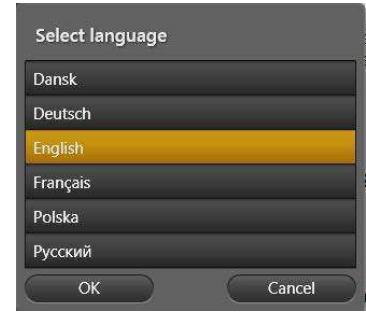 Select language
Dansk
Deutsch
English
Français
Polska
Русский
OK Cancel